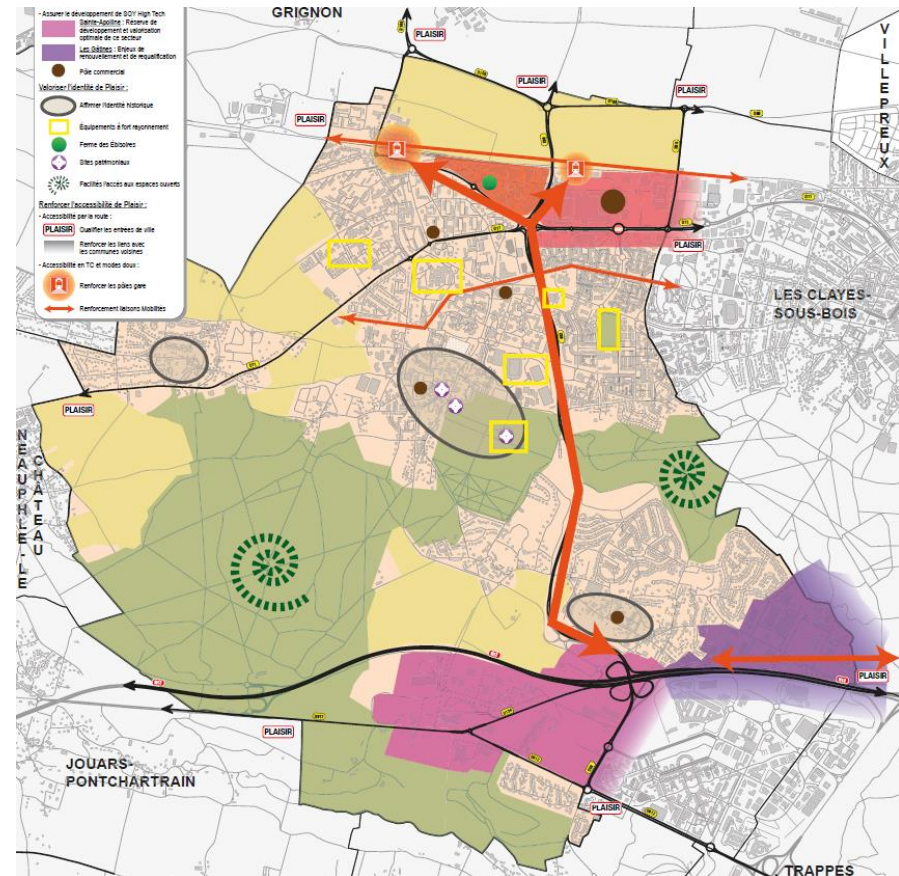 GRIGNON
- Assurer le développement de SQY High Tech
Sainte-Apolline : Réserve de
développement et valorisation
optimale de ce secteur
Les Gâtines : Enjeux de
renouvellement et de requalification
Pôle commercial
Valoriser l'identité de Plaisir :
Affirmer l'identité historique
Equipements à fort rayonnement
Ferme des Ebisoires
Sites patrimoniaux
Facilités l'accès aux espaces ouverts
Renforcer l'accessibilité de Plaisir :
- Accessibilité par la route :
PLAISIR
Qualifier les entrées de ville
Renforcer les liens avec
les communes voisines
- Accessibilité en TC et modes doux :
Renforcer les pôles gare
Renforcement liaisons Mobilités
PLAISIR
PLAISIR
PLAISIR
PLAISIR
VILLEPREUX
PLAISIR
LES CLAYES-
SOUS-BOIS
PLAISIR
NEAUPHLE-LE
CHÂTEAU
PLAISIR
PLAISIR
JOUARS-
PONTCHARTRAIN
PLAISIR
TRAPPES